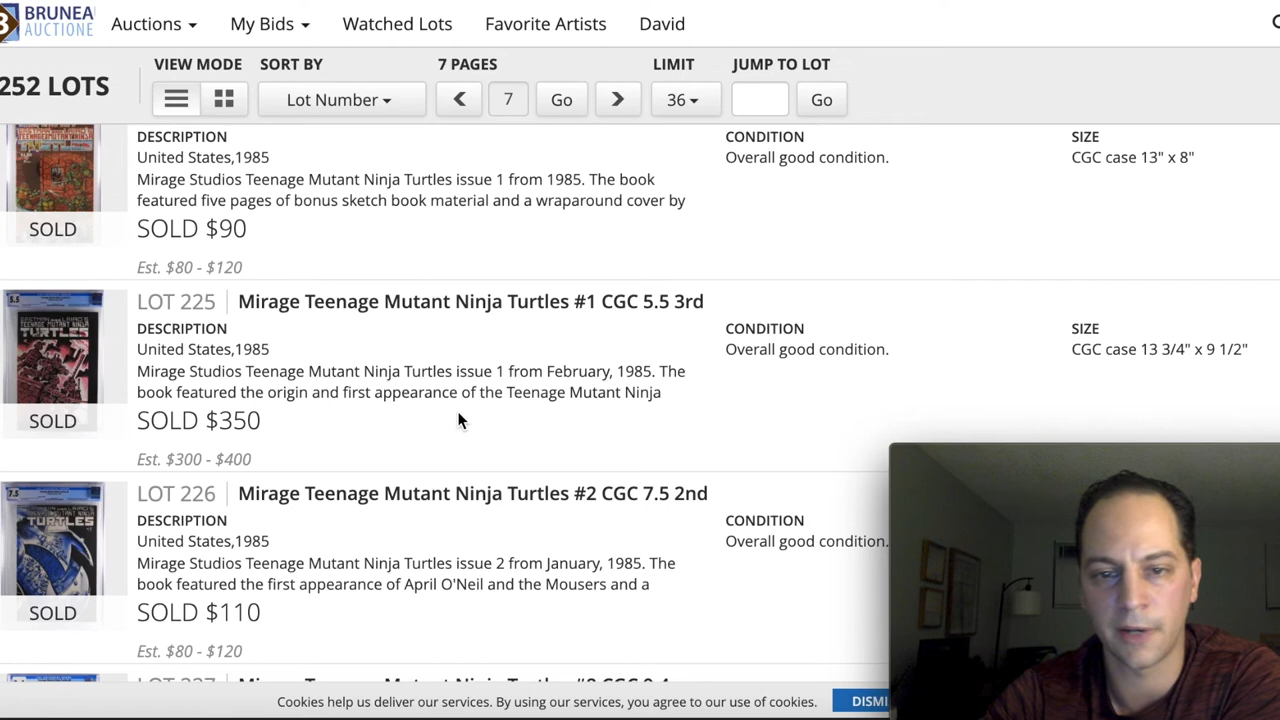 BRUNEA
AUCTIONE
Auctions
My Bids
Watched Lots
Favorite Artists
David
252 LOTS
VIEW MODE
SORT BY
7 PAGES
LIMIT
JUMP TO LOT
Lot Number
7
Go
36
Go
DESCRIPTION
CONDITION
SIZE
United States,1985
Overall good condition.
CGC case 13" x 8"
Mirage Studios Teenage Mutant Ninja Turtles issue 1 from 1985. The book
featured five pages of bonus sketch book material and a wraparound cover by
SOLD
SOLD $90
Est. $80 - $120
LOT 225
Mirage Teenage Mutant Ninja Turtles #1 CGC 5.5 3rd
5.5
TURTLES
DESCRIPTION
CONDITION
SIZE
United States,1985
Overall good condition.
CGC case 13 3/4" x 9 1/2"
Mirage Studios Teenage Mutant Ninja Turtles issue 1 from February, 1985. The
book featured the origin and first appearance of the Teenage Mutant Ninja
SOLD
SOLD $350
Est. $300 - $400
LOT 226
Mirage Teenage Mutant Ninja Turtles #2 CGC 7.5 2nd
7.5
TURTLES
DESCRIPTION
CONDITION
United States,1985
Overall good condition.
Mirage Studios Teenage Mutant Ninja Turtles issue 2 from January, 1985. The
book featured the first appearance of April O'Neil and the Mousers and a
SOLD
SOLD $110
Est. $80 - $120
Cookies help us deliver our services. By using our services, you agree to our use of cookies.
DISMI